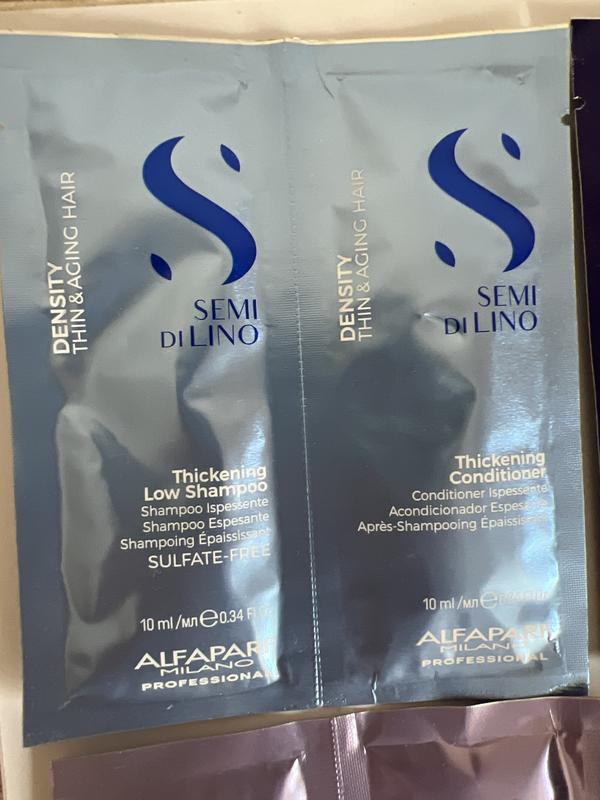 DENSITY
THIN & AGING HAIR
SEMI
DI LINO
Thickening
Low Shampoo
Shampoo Ispessente
Shampoo Espesante
Shampoing Épaississant
SULFATE-FREE
10 ml /мл ℮ 0.34 Fl
ALFAPARF
MILANO
PROFESSIONAL
DENSITY
THIN & AGING HAIR
SEMI
DI LINO
Thickening
Conditioner
Conditioner Ispessente
Acondicionador Espesante
Après-Shampooing Épaississant
10 ml /мл ℮
ALFAPARF
MILANO
PROFESSIONAL